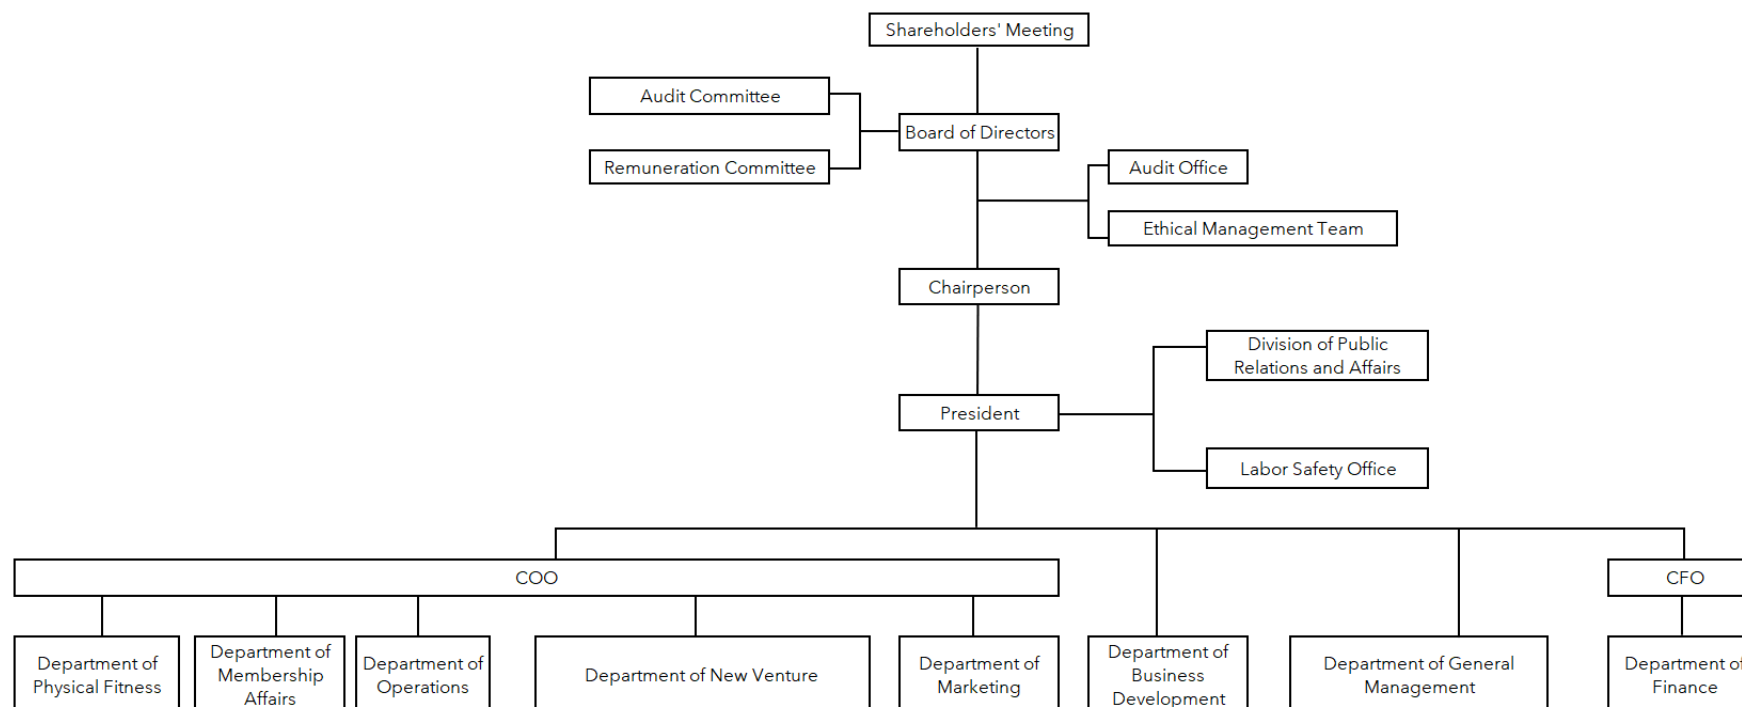 Shareholders' Meeting
Audit Committee
Board of Directors
Remuneration Committee
Audit Office
Ethical Management Team
Chairperson
Division of Public
Relations and Affairs
President
Labor Safety Office
COO
CFO
Department of
Physical Fitness
Department of
Membership
Affairs
Department of
Operations
Department of New Venture
Department of
Marketing
Department of
Business
Development
Department of General
Management
Department of
Finance